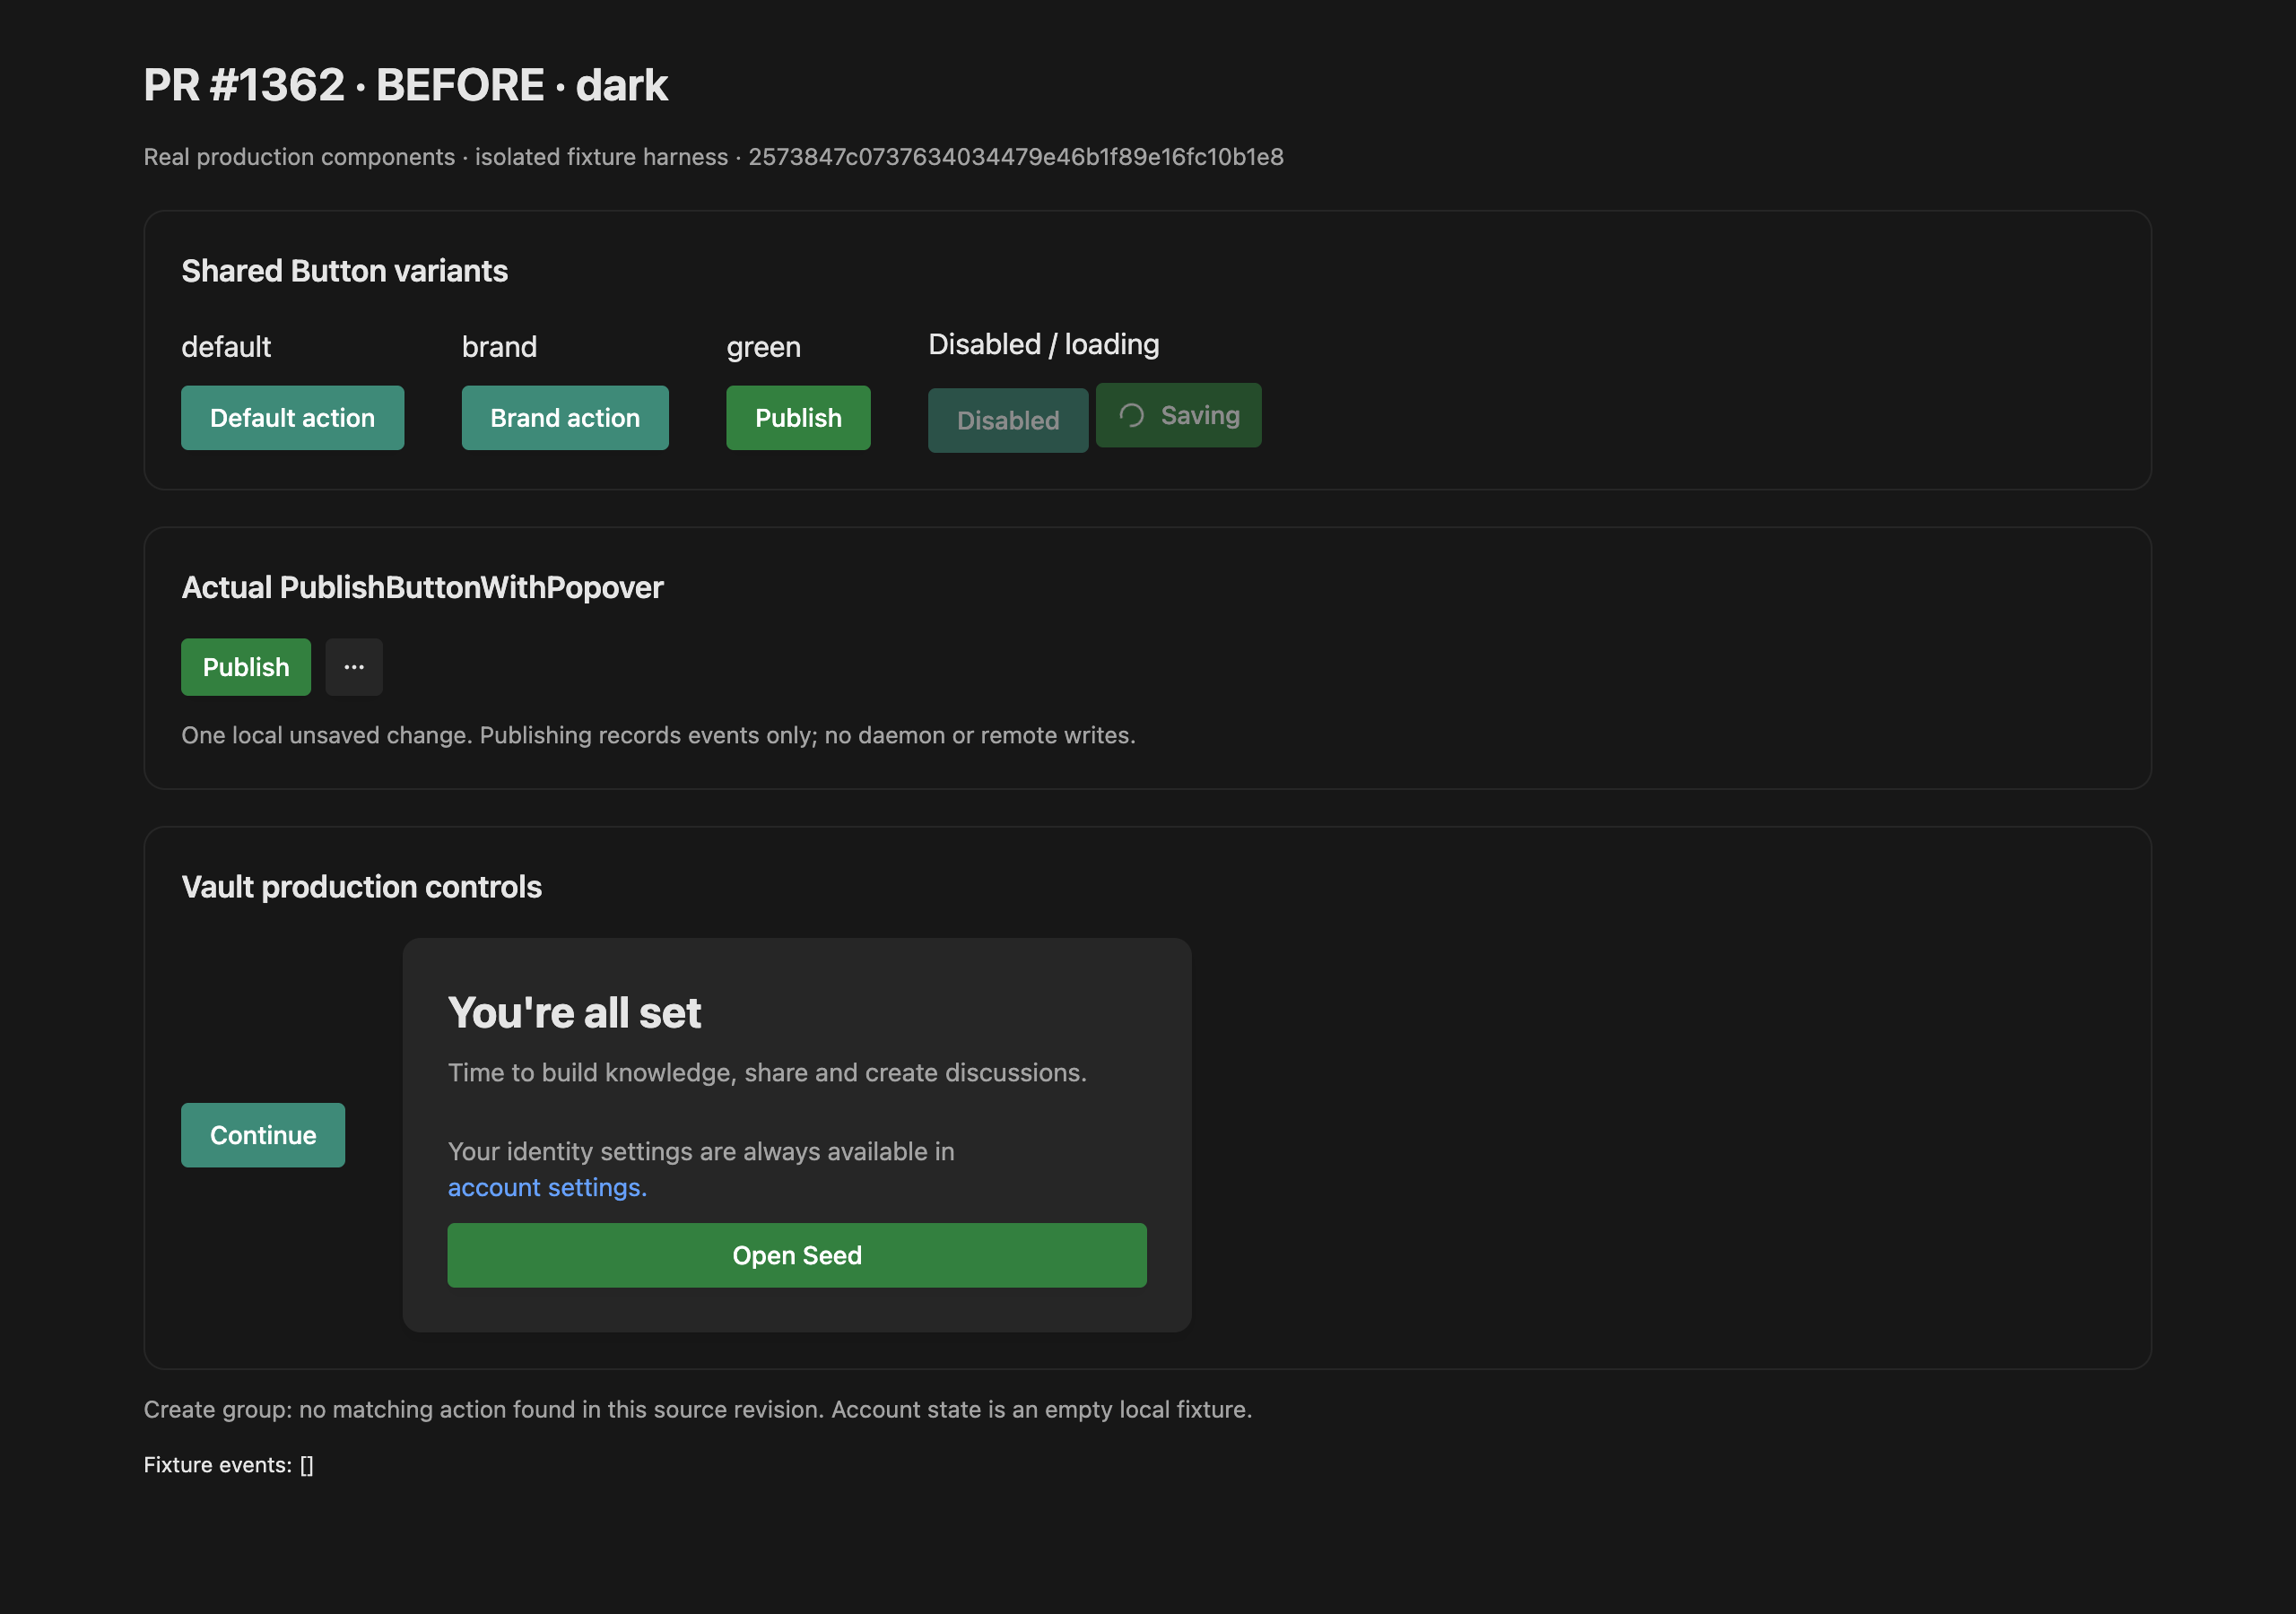 PR #1362 · BEFORE · dark
Real production components · isolated fixture harness · 2573847c0737634034479e46b1f89e16fc10b1e8
Shared Button variants
default brand green Disabled / loading
Default action Brand action Publish Disabled Saving
Actual PublishButtonWithPopover
Publish ···
One local unsaved change. Publishing records events only; no daemon or remote writes.
Vault production controls
You're all set
Time to build knowledge, share and create discussions.
Continue
Your identity settings are always available in
account settings.
Open Seed
Create group: no matching action found in this source revision. Account state is an empty local fixture.
Fixture events: []